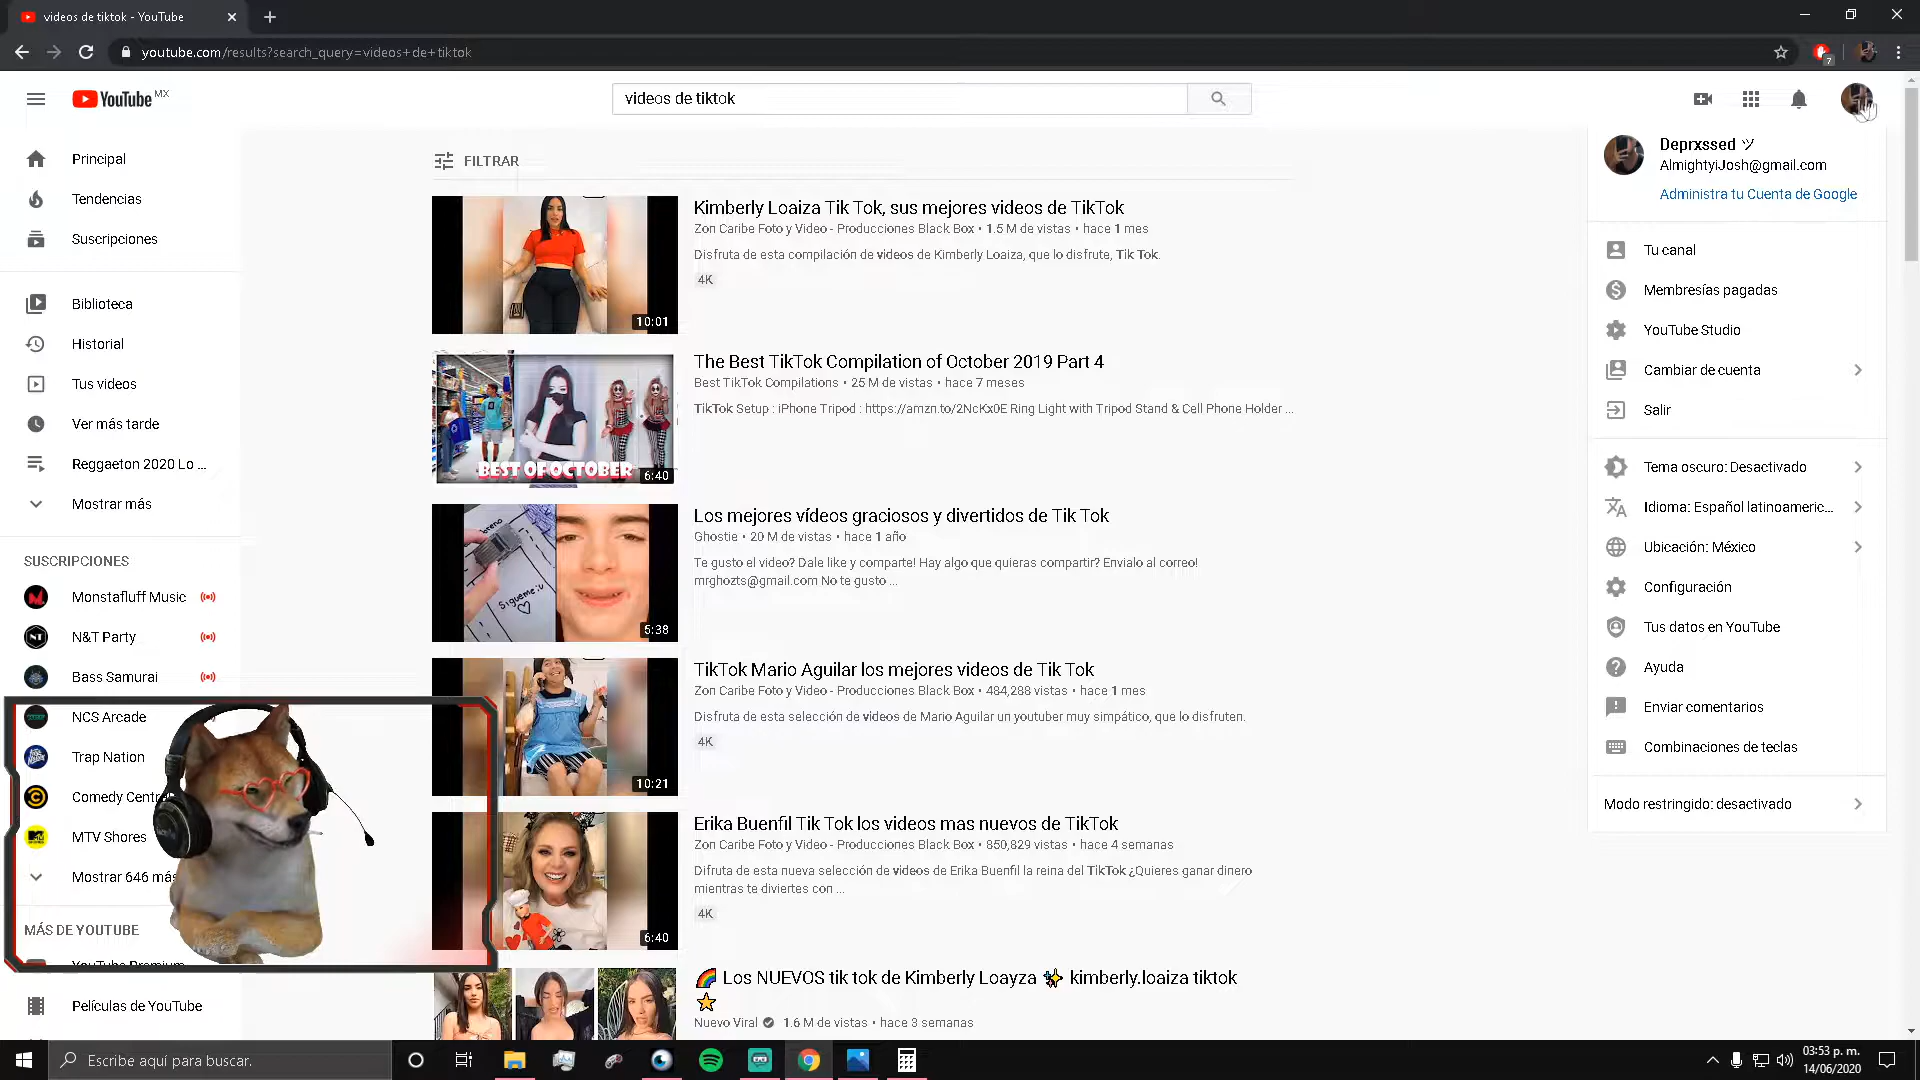 videos de tiktok - YouTube
youtube.com/results?search_query=videos+de+tiktok
7
YouTube MX
videos de tiktok
Principal
Tendencias
Suscripciones
Biblioteca
Historial
Tus videos
Ver más tarde
Reggaeton 2020 Lo ...
Mostrar más
SUSCRIPCIONES
Monstafluff Music
N&T Party
Bass Samurai
NCS Arcade
Trap Nation
MTV Shores
Mostrar 646 más
MÁS DE YOUTUBE
YouTube Premium
Películas de YouTube
FILTRAR
10:01
Kimberly Loaiza Tik Tok, sus mejores videos de TikTok
Zon Caribe Foto y Video - Producciones Black Box • 1.5 M de vistas • hace 1 mes
Disfruta de esta compilación de videos de Kimberly Loaiza, que lo disfrute, Tik Tok.
4K
BEST OF OCTOBER
6:40
The Best TikTok Compilation of October 2019 Part 4
Best TikTok Compilations • 25 M de vistas • hace 7 meses
TikTok Setup : iPhone Tripod : https://amzn.to/2NcKx0E Ring Light with Tripod Stand & Cell Phone Holder ...
Sigueme:u
5:38
Los mejores vídeos graciosos y divertidos de Tik Tok
Ghostie • 20 M de vistas • hace 1 año
Te gusto el video? Dale like y comparte! Hay algo que quieras compartir? Envialo al correo!
mrghozts@gmail.com No te gusto ...
10:21
TikTok Mario Aguilar los mejores videos de Tik Tok
Zon Caribe Foto y Video - Producciones Black Box • 484,288 vistas • hace 1 mes
Disfruta de esta selección de videos de Mario Aguilar un youtuber muy simpático, que lo disfruten.
4K
6:40
Erika Buenfil Tik Tok los videos mas nuevos de TikTok
Zon Caribe Foto y Video - Producciones Black Box • 850,829 vistas • hace 4 semanas
Difruta de esta nueva selección de videos de Erika Buenfil la reina del TikTok ¿Quieres ganar dinero
mientras te diviertes con ...
4K
🌈 Los NUEVOS tik tok de Kimberly Loayza ✨ kimberly.loaiza tiktok
⭐
Nuevo Viral 1.6 M de vistas • hace 3 semanas
Deprxssed ツ
AlmightyiJosh@gmail.com
Administra tu Cuenta de Google
Tu canal
Membresías pagadas
YouTube Studio
Cambiar de cuenta
Salir
Tema oscuro: Desactivado
Idioma: Español latinoameric...
Ubicación: México
Configuración
Tus datos en YouTube
Ayuda
Enviar comentarios
Combinaciones de teclas
Modo restringido: desactivado
Escribe aquí para buscar.
03:53 p. m.
14/06/2020